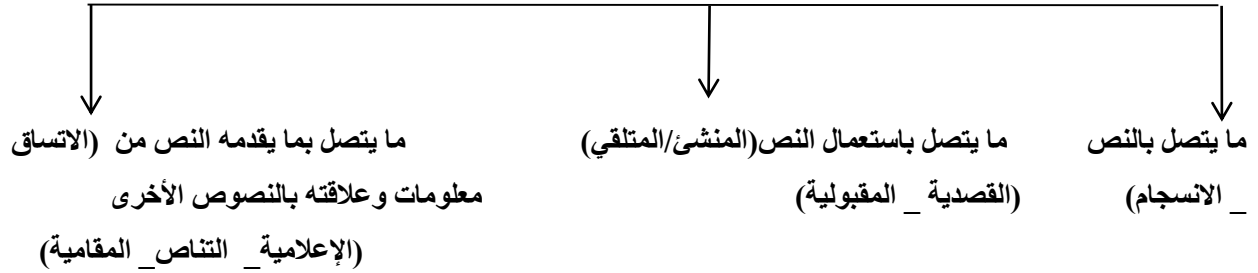 ما يتصل بالنص ما يتصل باستعمال النص(المنشئ/المتلقي) ما يتصل بما يقدمه النص من (الاتساق
_ الانسجام) (القصدية _ المقبولية) معلومات وعلاقته بالنصوص الأخرى
(الإعلامية_ التناص_ المقامية)